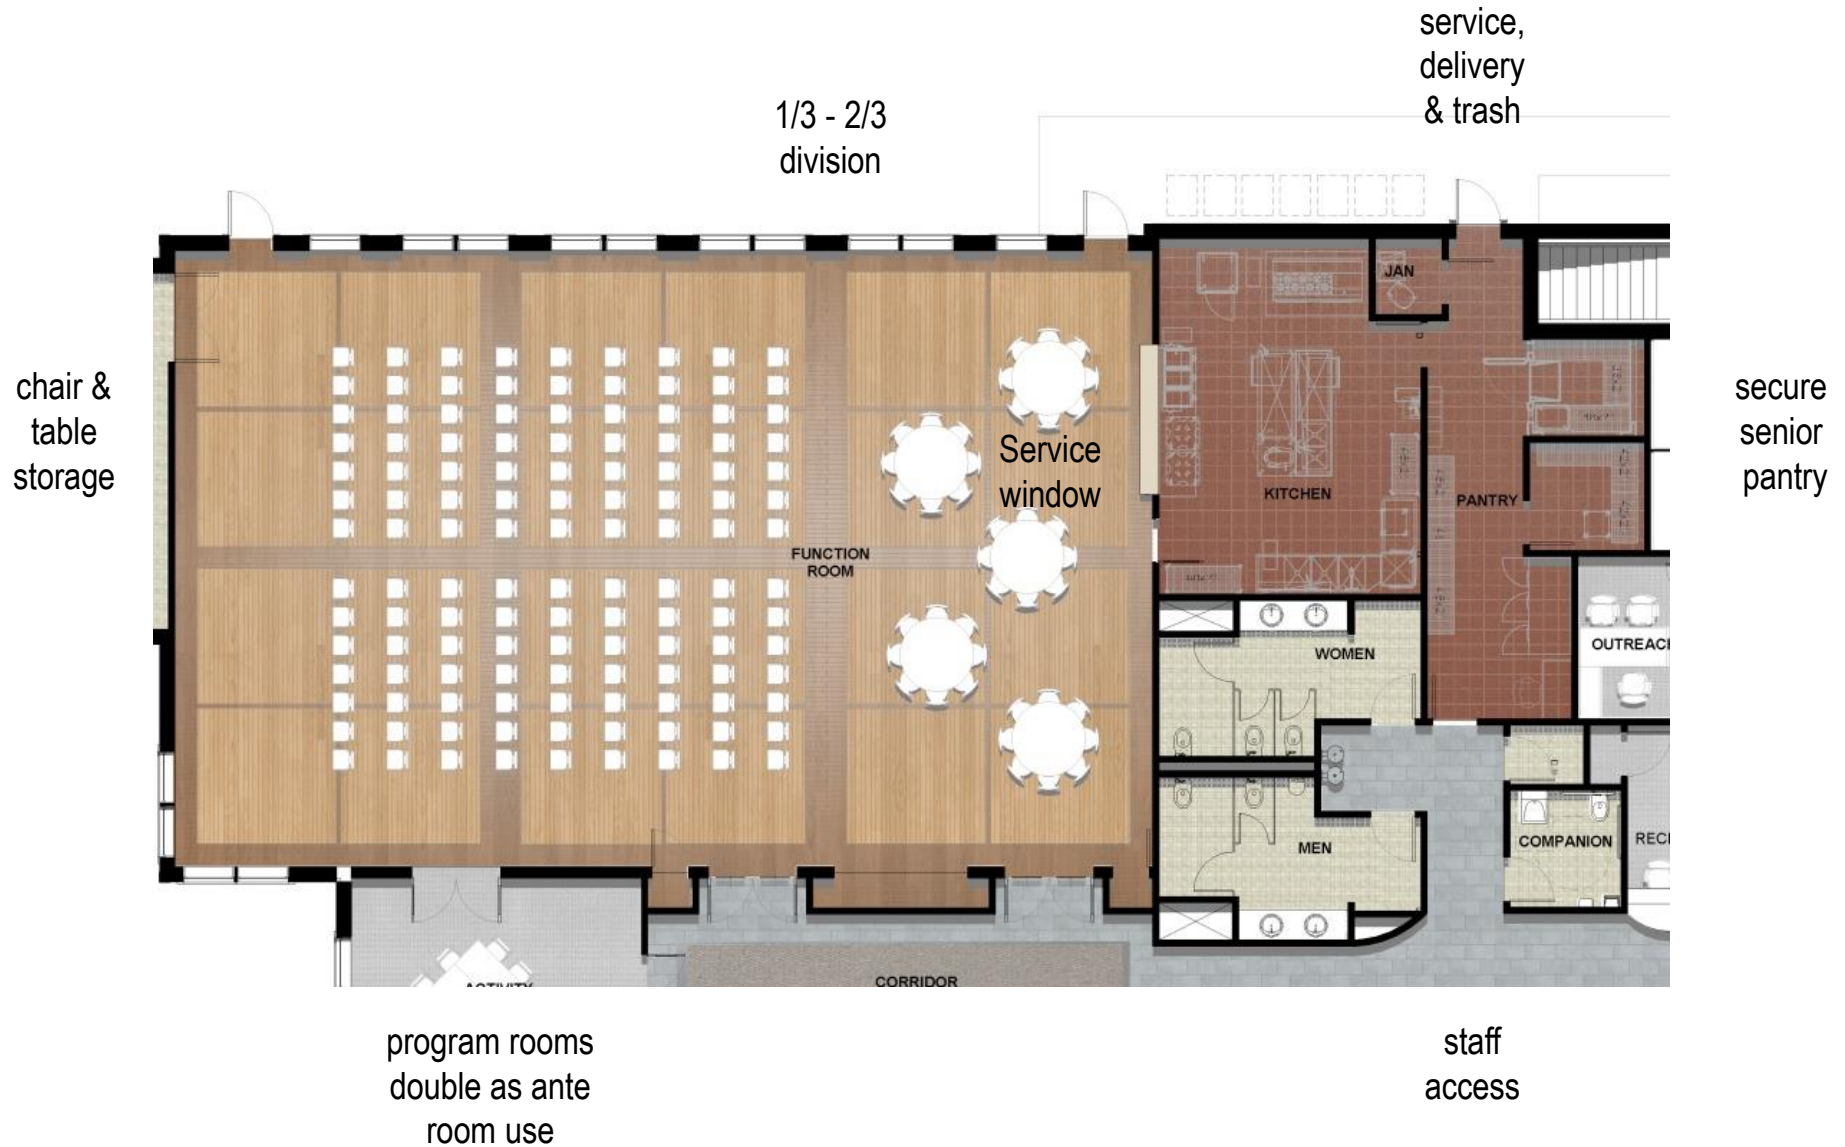 service,
delivery
& trash
1/3 - 2/3
division
JAN
chair &
table
storage
secure
senior
pantry
Service
window
KITCHEN
PANTRY
FUNCTION
ROOM
WOMEN
OUTREACH
COMPANION
MEN
CORRIDOR
program rooms
double as ante
room use
staff
access